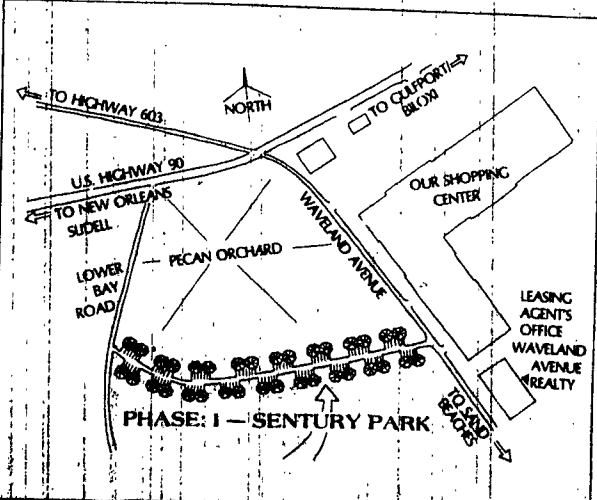 TO HIGHWAY 603
NORTH
TO GULFPORT/
BILOXI
U.S. HIGHWAY 90
TO NEW ORLEANS
SLIDELL
OUR SHOPPING
CENTER
WAVELAND AVENUE
PECAN ORCHARD
LOWER
BAY
ROAD
LEASING
AGENT'S
OFFICE
WAVELAND
AVENUE
REALTY
PHASE: I — SENTURY PARK
TO SAND
BEACHES